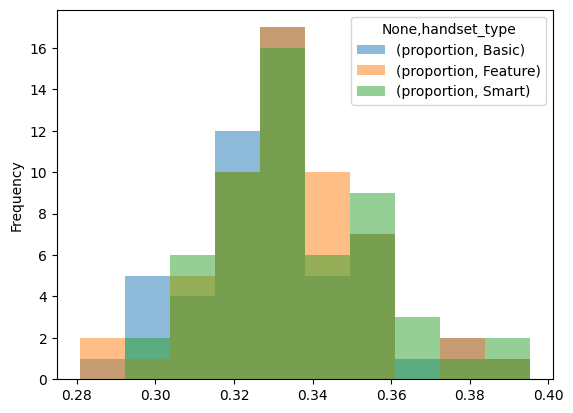 None,handset_type
(proportion, Basic)
(proportion, Feature)
(proportion, Smart)
Frequency
16
14
12
10
8
6
4
2
0
0.28 0.30 0.32 0.34 0.36 0.38 0.40